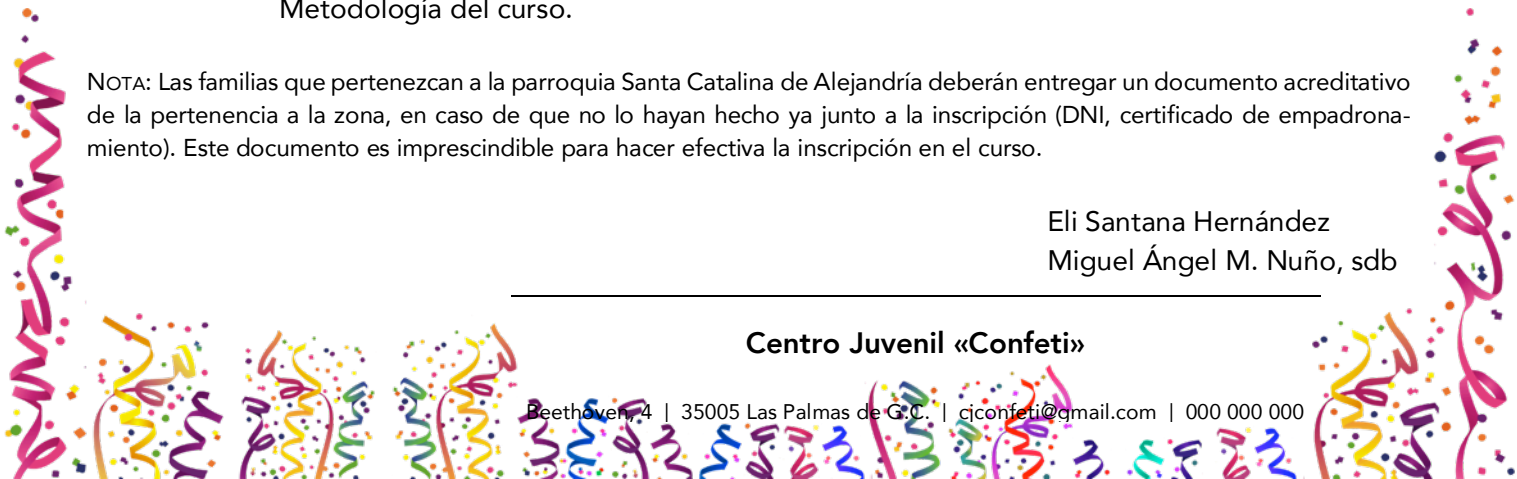 Metodología del curso.
NOTA: Las familias que pertenezcan a la parroquia Santa Catalina de Alejandría deberán entregar un documento acreditativo
de la pertenencia a la zona, en caso de que no lo hayan hecho ya junto a la inscripción (DNI, certificado de empadrona-
miento). Este documento es imprescindible para hacer efectiva la inscripción en el curso.
Eli Santana Hernández
Miguel Ángel M. Nuño, sdb
Centro Juvenil «Confeti»
Beethoven, 4 | 35005 Las Palmas de G.C. | cjconfeti@gmail.com | 000 000 000